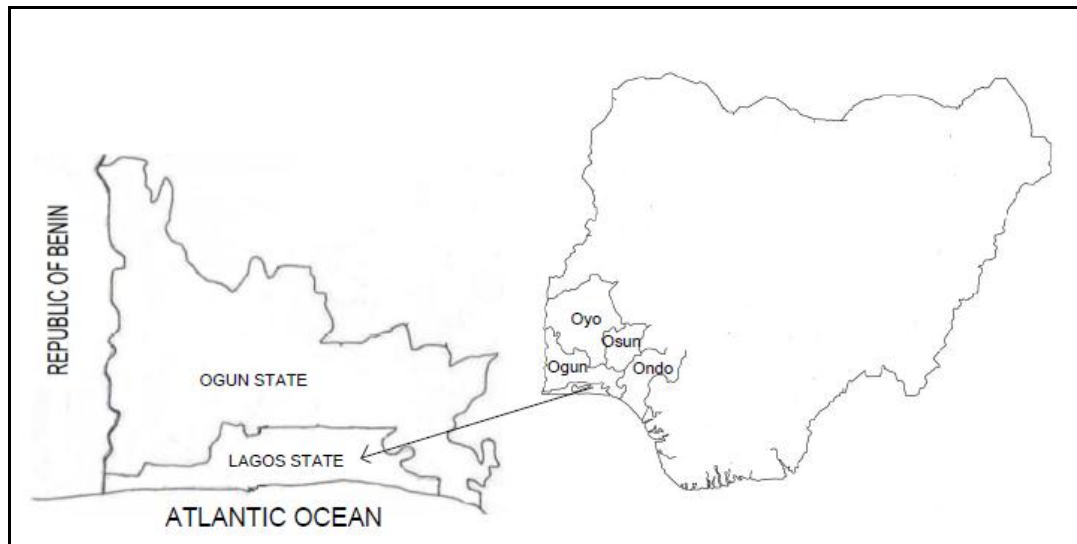 REPUBLIC OF BENIN
OGUN STATE
LAGOS STATE
ATLANTIC OCEAN
Oyo
Osun
Ogun
Ondo